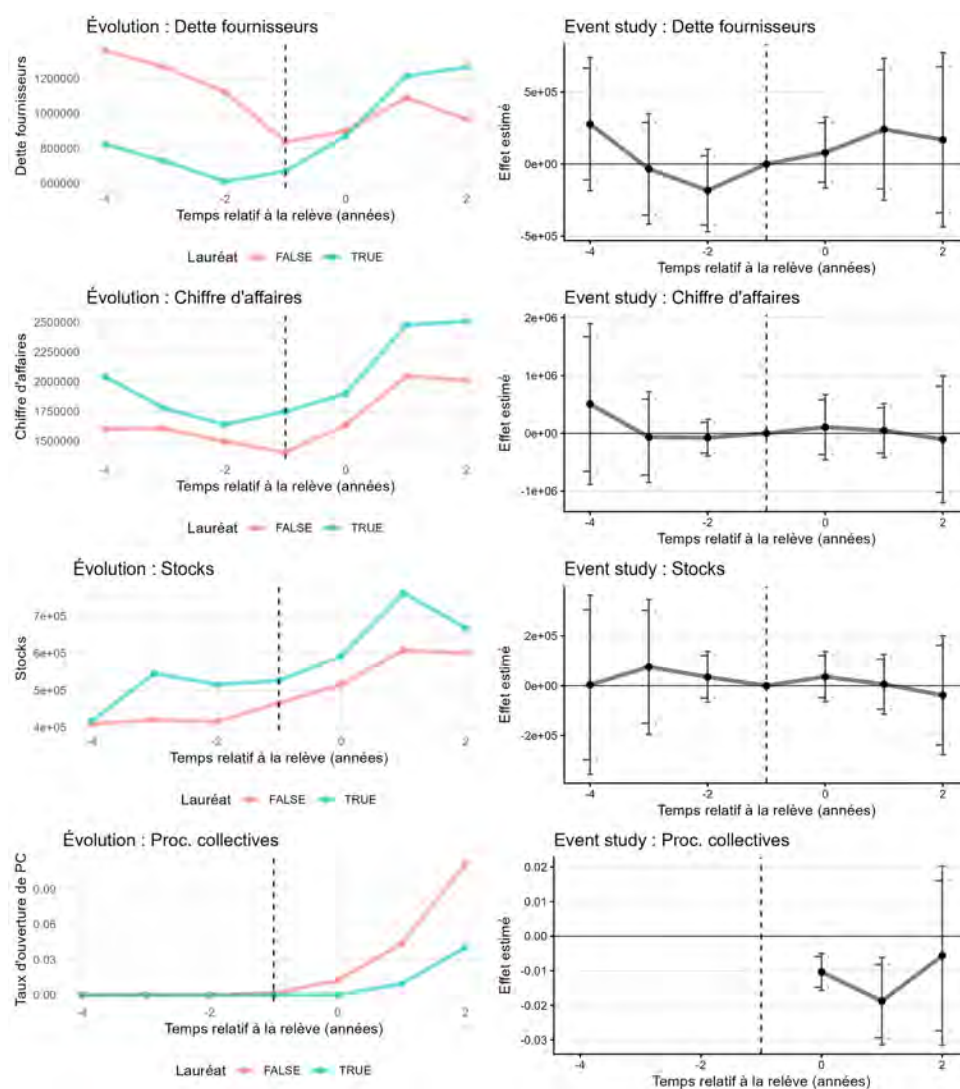 Évolution : Dette fournisseurs
Dette fournisseurs
1200000
1000000
800000
600000
-4
-2
0
2
Temps relatif à la relève (années)
Lauréat FALSE TRUE
Event study : Dette fournisseurs
Effet estimé
5e+05
0e+00
-5e+05
-4
-2
0
2
Temps relatif à la relève (années)
Évolution : Chiffre d'affaires
Chiffre d'affaires
2500000
2250000
2000000
1750000
1500000
-4
-2
0
2
Temps relatif à la relève (années)
Lauréat FALSE TRUE
Event study : Chiffre d'affaires
Effet estimé
2e+06
1e+06
0e+00
-1e+06
-4
-2
0
2
Temps relatif à la relève (années)
Évolution : Stocks
Stocks
7e+05
6e+05
5e+05
4e+05
-4
-2
0
2
Temps relatif à la relève (années)
Lauréat FALSE TRUE
Event study : Stocks
Effet estimé
2e+05
0e+00
-2e+05
-4
-2
0
2
Temps relatif à la relève (années)
Évolution : Proc. collectives
Taux d'ouverture de PC
0.09
0.06
0.03
0.00
-4
-2
0
2
Temps relatif à la relève (années)
Lauréat FALSE TRUE
Event study : Proc. collectives
Effet estimé
0.02
0.01
0.00
-0.01
-0.02
-0.03
-4
-2
0
2
Temps relatif à la relève (années)